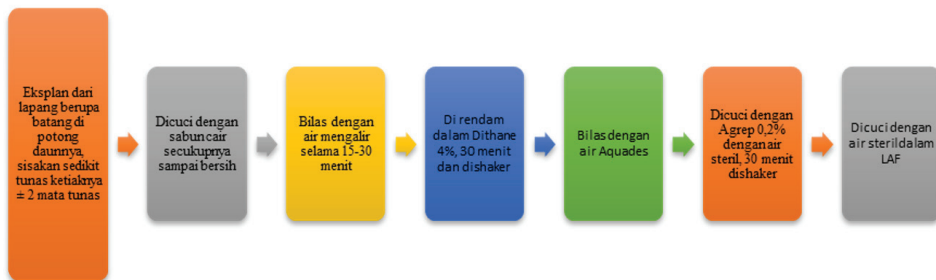 Eksplan dari
lapang berupa
batang di
potong
daunnya,
sisakan sedikit
tunas ketiaknya
± 2 mata tunas
Dicuci dengan
sabun cair
secukupnya
sampai bersih
Bilas dengan
air mengalir
selama 15-30
menit
Di rendam
dalam Dithane
4%, 30 menit
dan dishaker
Bilas dengan
air Aquades
Dicuci dengan
Agrep 0,2%
dengan air
steril, 30 menit
dishaker
Dicuci dengan
air steril dalam
LAF